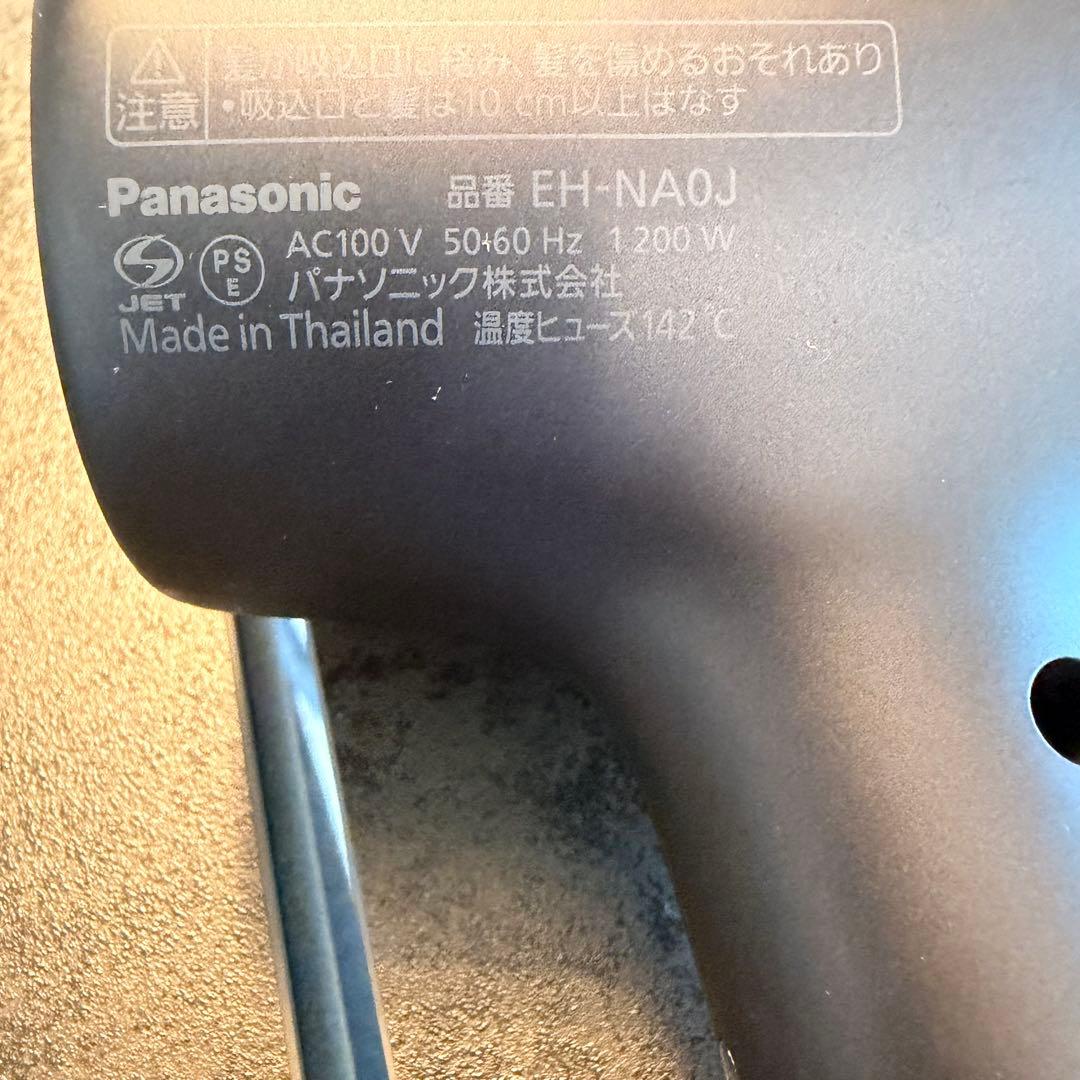 髪が吸込口に絡み 髪を傷めるおそれあり
注意 •吸込口と髪は10 cm以上はなす
Panasonic 品番 EH-NA0J
AC100 V 50-60 Hz 1 200 W
PS E
JET パナソニック株式会社
Made in Thailand 温度ヒューズ142℃